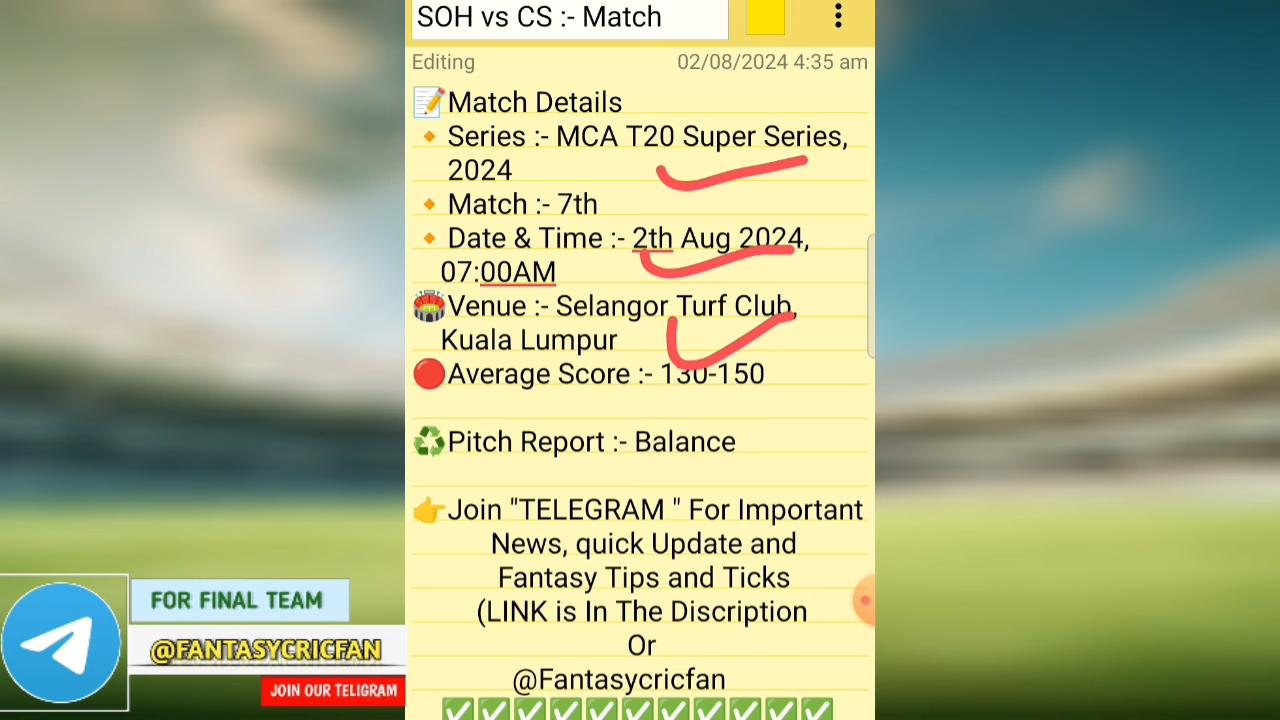 SOH vs CS :- Match
Editing 02/08/2024 4:35 am
Match Details
Series :- MCA T20 Super Series,
2024
Match :- 7th
Date & Time :- 2th Aug 2024,
07:00AM
Venue :- Selangor Turf Club,
Kuala Lumpur
Average Score :- 130-150
Pitch Report :- Balance
Join "TELEGRAM " For Important
News, quick Update and
Fantasy Tips and Ticks
(LINK is In The Discription
Or
@Fantasycricfan
FOR FINAL TEAM
@FANTASYCRICFAN
JOIN OUR TELIGRAM